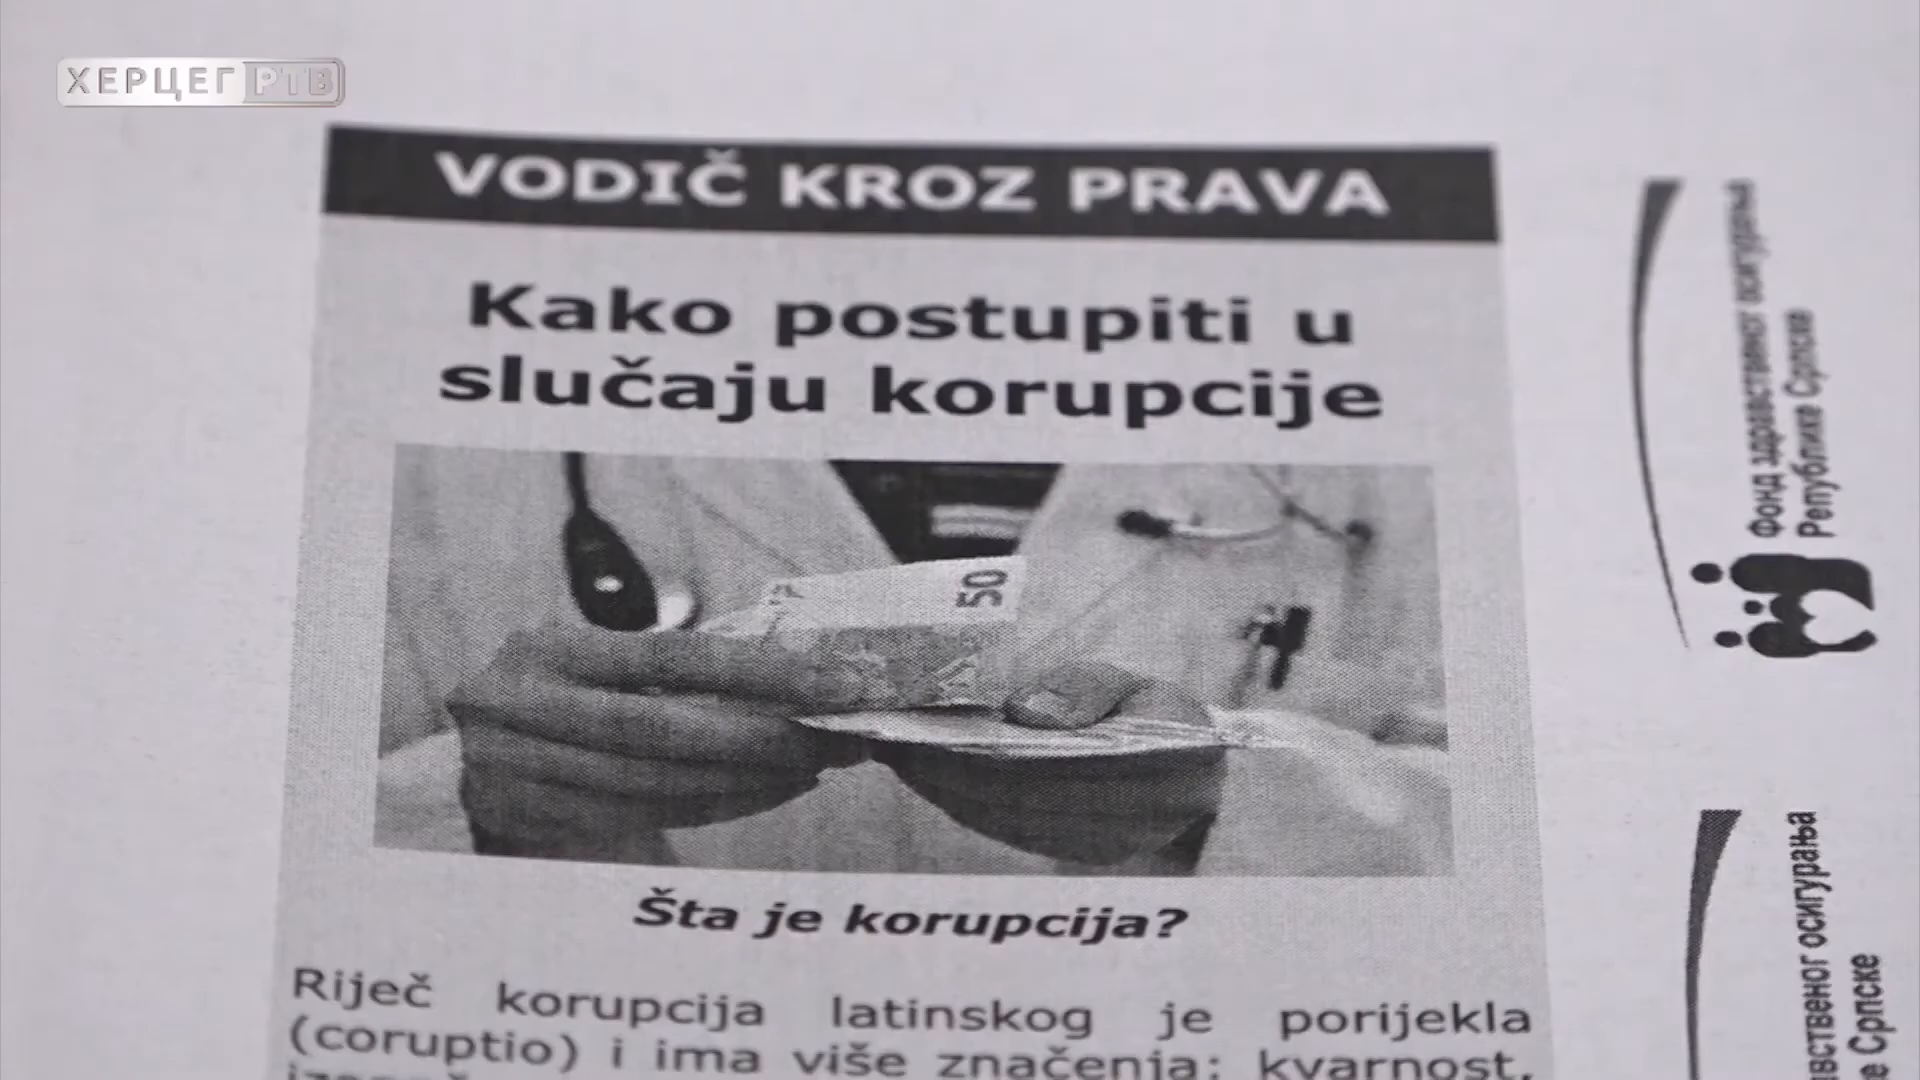 ХЕРЦЕГ РТВ
VODIČ KROZ PRAVA
Kako postupiti u
slučaju korupcije
50
Šta je korupcija?
Riječ korupcija latinskog je porijekla
(coruptio) i ima više značenja: kvarnost,
Фонд здравственог осигурања
Републике Српске
осигурања
Српске